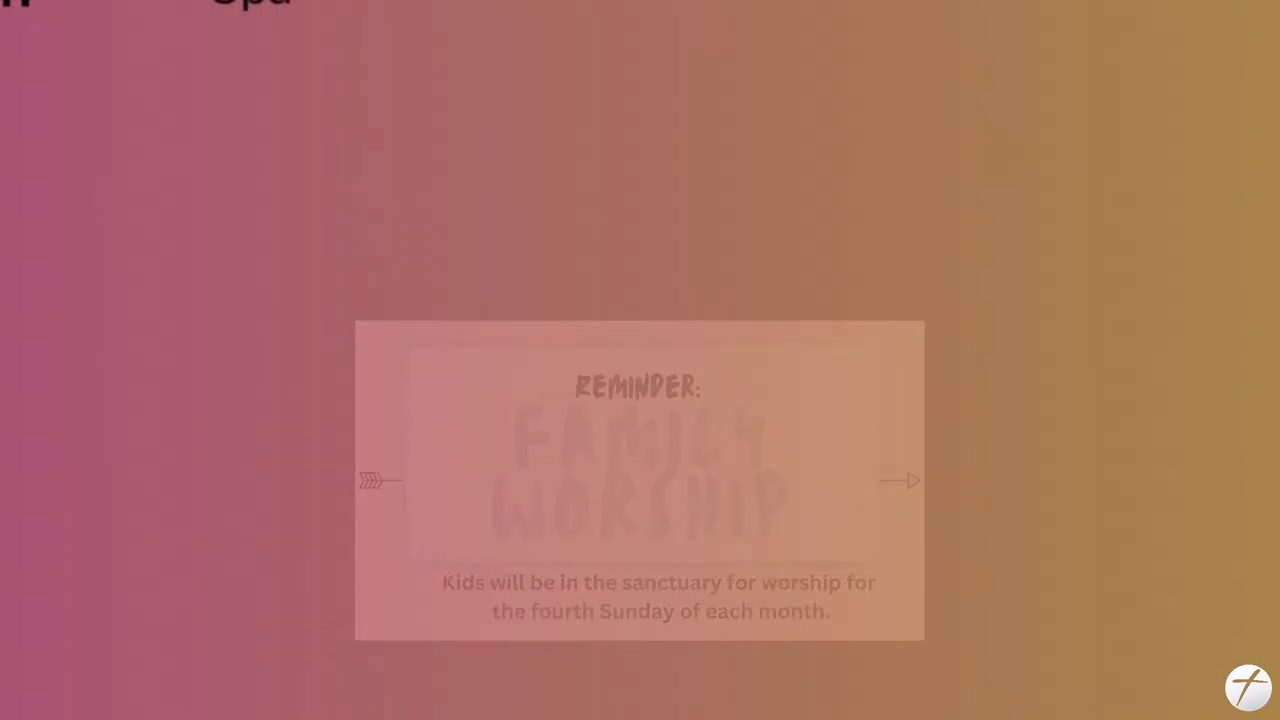 REMINDER:
FAMILY
WORSHIP
Kids will be in the sanctuary for worship for
the fourth Sunday of each month.